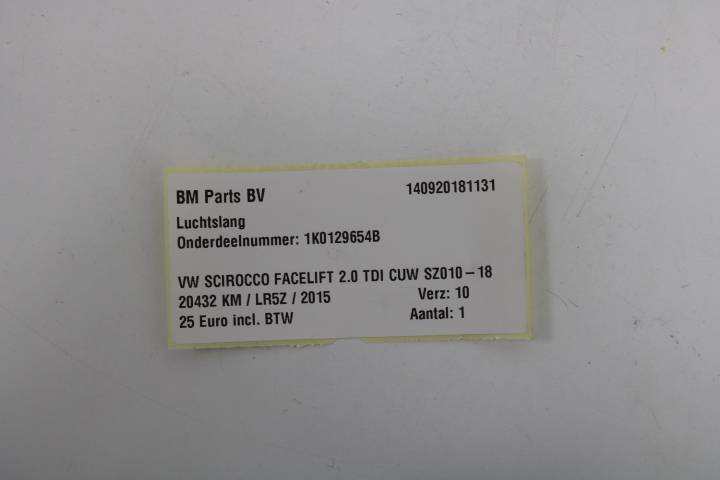 BM Parts BV 140920181131
Luchtslang
Onderdeelnummer: 1K0129654B
VW SCIROCCO FACELIFT 2.0 TDI CUW SZ010-18
20432 KM / LR5Z / 2015 Verz: 10
25 Euro incl. BTW Aantal: 1